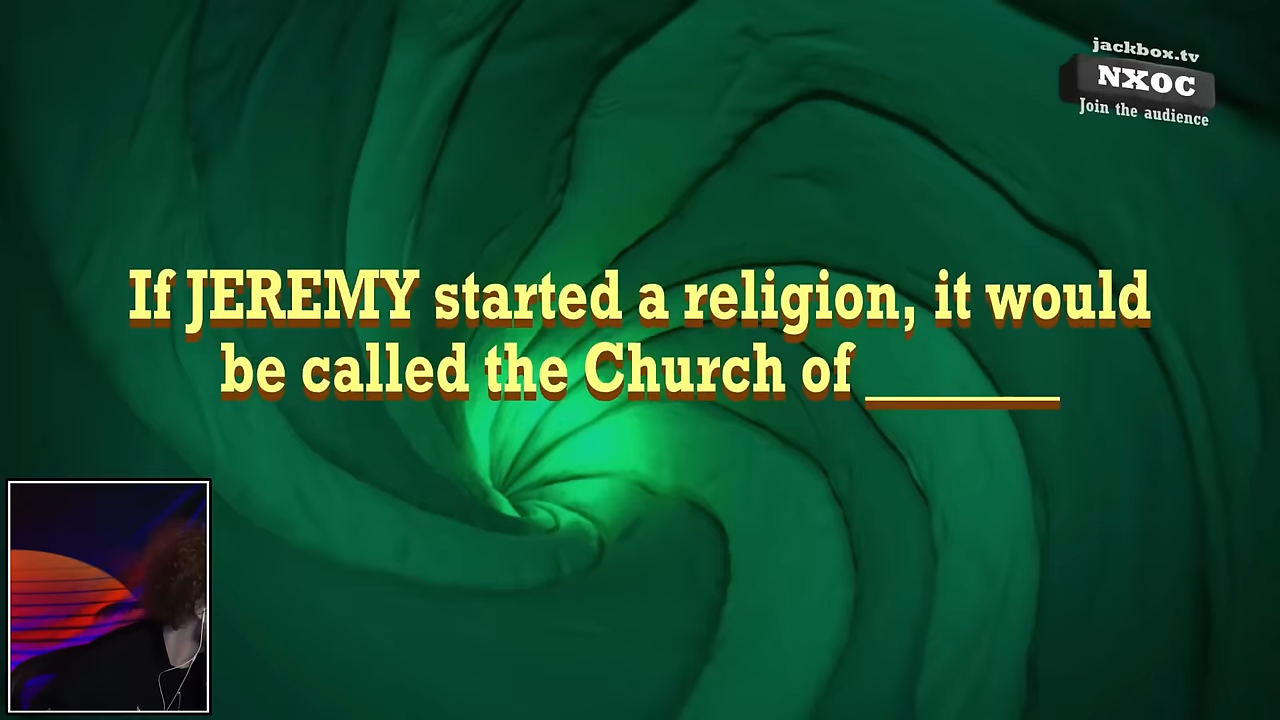 jackbox.tv
NXOC
Join the audience
If JEREMY started a religion, it would
be called the Church of ______